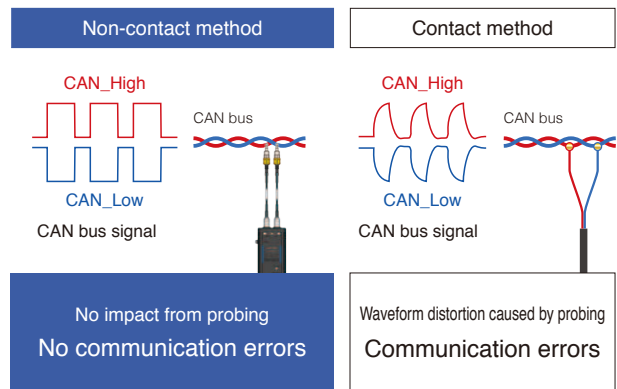 Non-contact method
CAN_High
CAN bus
CAN_Low
CAN bus signal
No impact from probing
No communication errors
Contact method
CAN_High
CAN bus
CAN_Low
CAN bus signal
Waveform distortion caused by probing
Communication errors